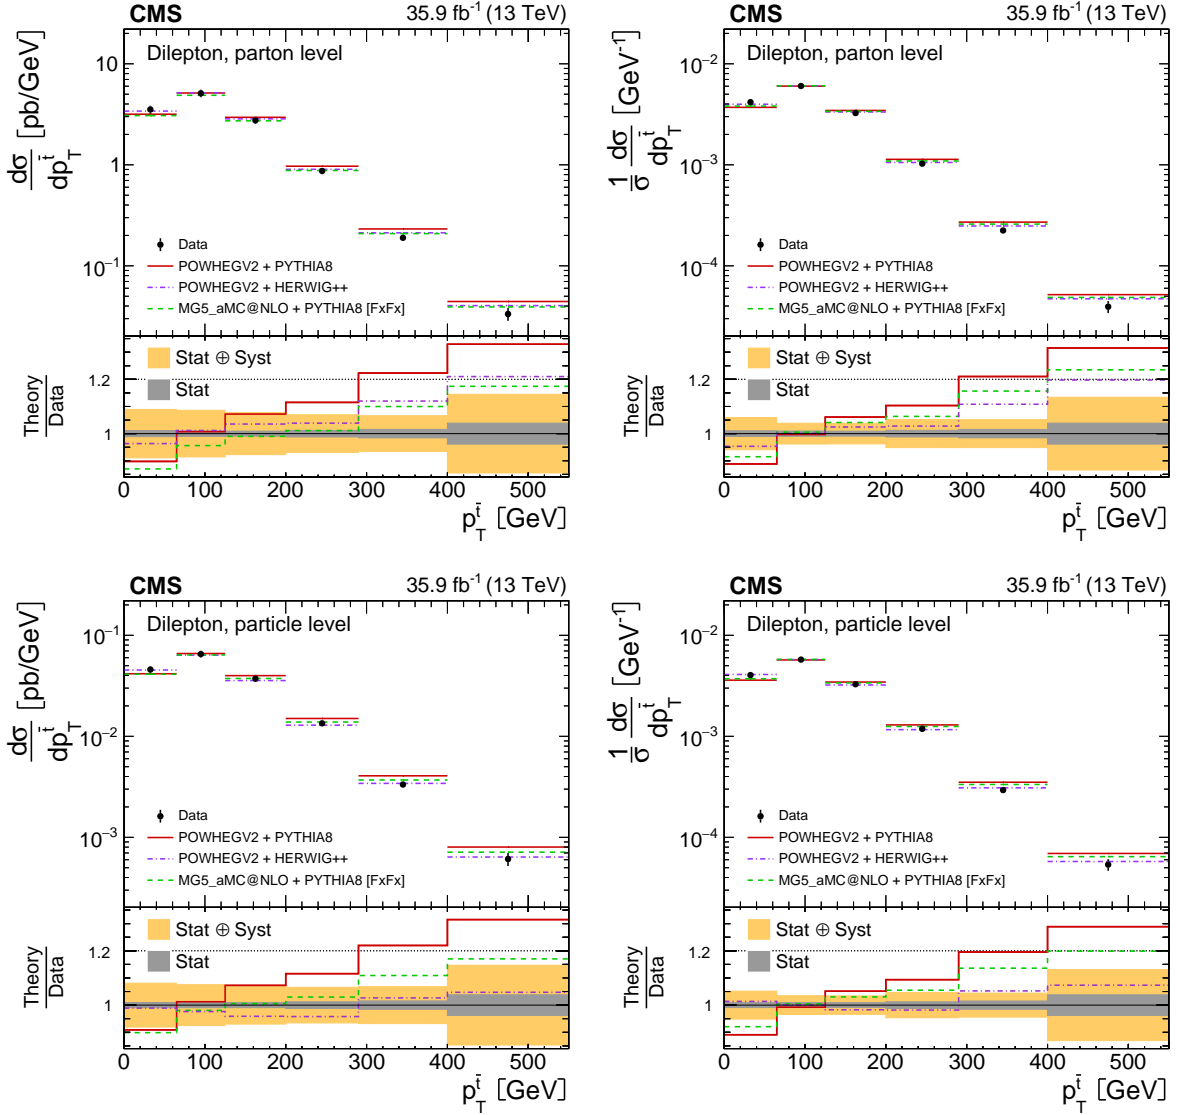 CMS 35.9 fb⁻¹ (13 TeV)
Dilepton, parton level
dσ/dp_T^t̄ [pb/GeV]
10
1
10⁻¹
Data
POWHEGV2 + PYTHIA8
POWHEGV2 + HERWIG++
MG5_aMC@NLO + PYTHIA8 [FxFx]
Stat ⊕ Syst
Stat
Theory/Data
1.2
1
0 100 200 300 400 500
p_T^t̄ [GeV]
CMS 35.9 fb⁻¹ (13 TeV)
Dilepton, parton level
1/σ dσ/dp_T^t̄ [GeV⁻¹]
10⁻²
10⁻³
10⁻⁴
Data
POWHEGV2 + PYTHIA8
POWHEGV2 + HERWIG++
MG5_aMC@NLO + PYTHIA8 [FxFx]
Stat ⊕ Syst
Stat
Theory/Data
1.2
1
0 100 200 300 400 500
p_T^t̄ [GeV]
CMS 35.9 fb⁻¹ (13 TeV)
Dilepton, particle level
dσ/dp_T^t̄ [pb/GeV]
10⁻¹
10⁻²
10⁻³
Data
POWHEGV2 + PYTHIA8
POWHEGV2 + HERWIG++
MG5_aMC@NLO + PYTHIA8 [FxFx]
Stat ⊕ Syst
Stat
Theory/Data
1.2
1
0 100 200 300 400 500
p_T^t̄ [GeV]
CMS 35.9 fb⁻¹ (13 TeV)
Dilepton, particle level
1/σ dσ/dp_T^t̄ [GeV⁻¹]
10⁻²
10⁻³
10⁻⁴
Data
POWHEGV2 + PYTHIA8
POWHEGV2 + HERWIG++
MG5_aMC@NLO + PYTHIA8 [FxFx]
Stat ⊕ Syst
Stat
Theory/Data
1.2
1
0 100 200 300 400 500
p_T^t̄ [GeV]